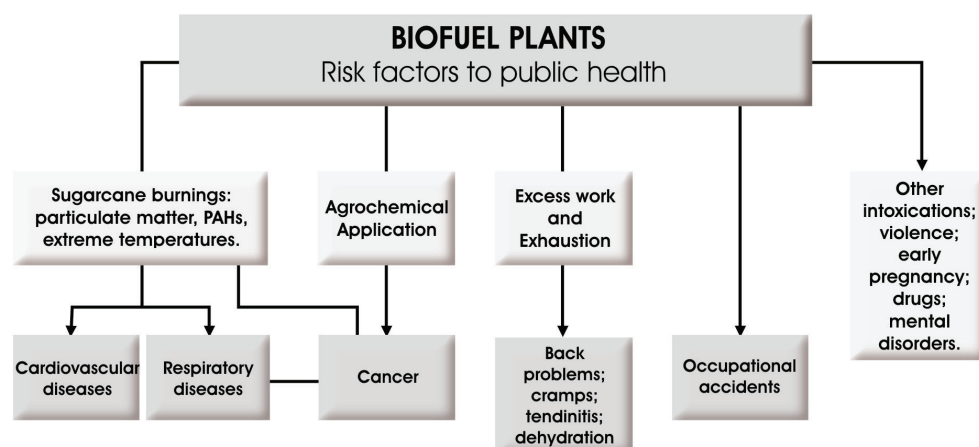 BIOFUEL PLANTS
Risk factors to public health
Sugarcane burnings:
particulate matter, PAHs,
extreme temperatures.
Agrochemical
Application
Excess work
and
Exhaustion
Other
intoxications;
violence;
early
pregnancy;
drugs;
mental
disorders.
Cardiovascular
diseases
Respiratory
diseases
Cancer
Back
problems;
cramps;
tendinitis;
dehydration
Occupational
accidents